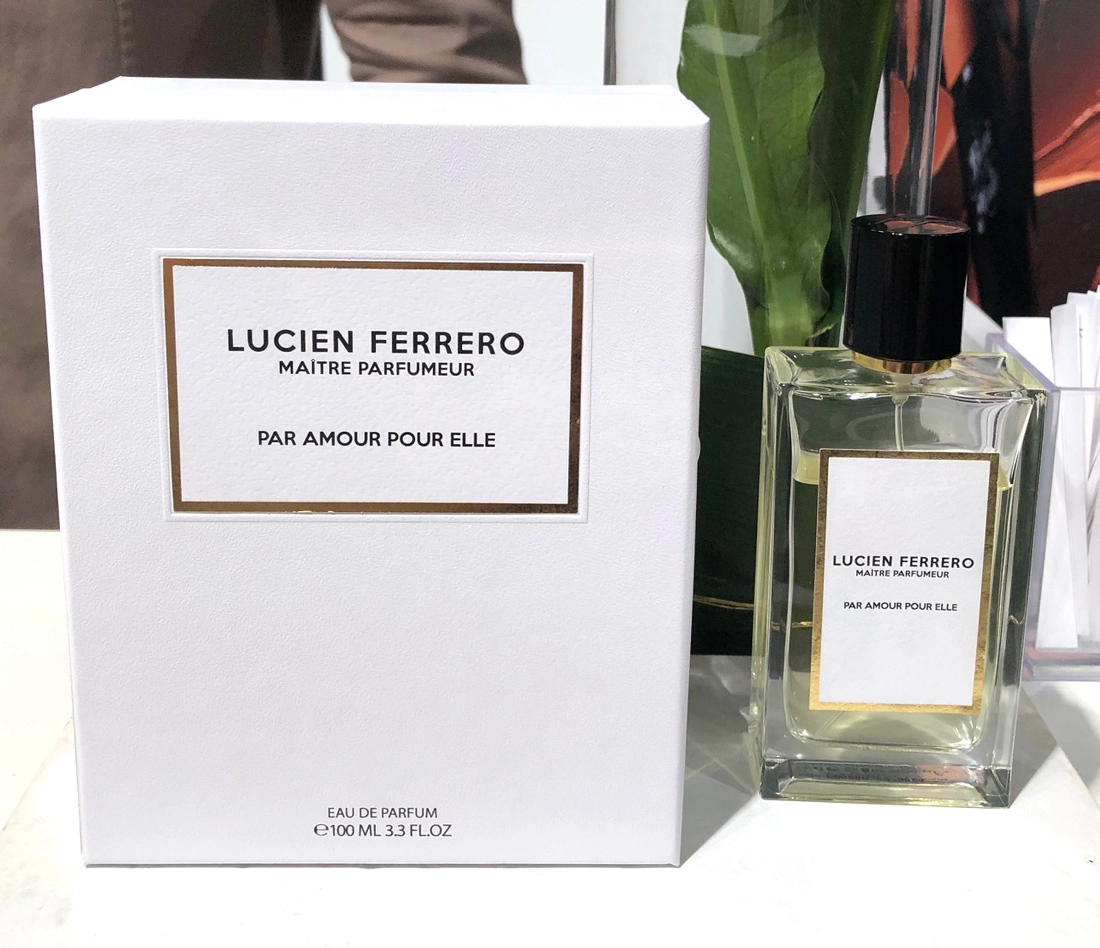 LUCIEN FERRERO
MAÎTRE PARFUMEUR
PAR AMOUR POUR ELLE
EAU DE PARFUM
℮100 ML 3.3 FL.OZ
LUCIEN FERRERO
MAÎTRE PARFUMEUR
PAR AMOUR POUR ELLE